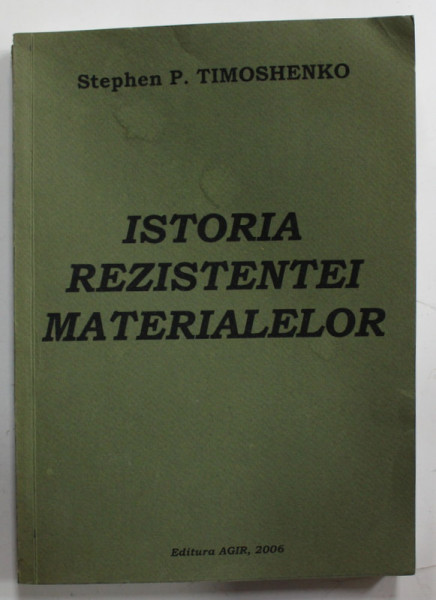 Stephen P. TIMOSHENKO
ISTORIA
REZISTENTEI
MATERIALELOR
Editura AGIR, 2006